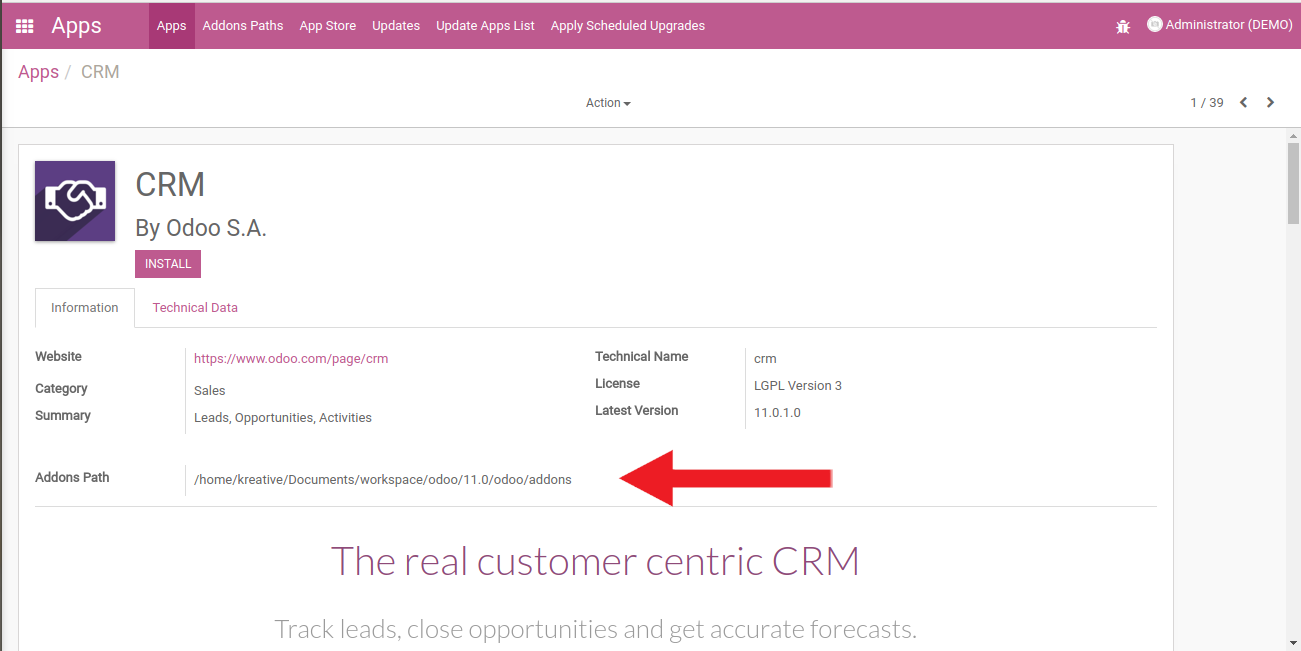 Apps Apps Addons Paths App Store Updates Update Apps List Apply Scheduled Upgrades Administrator (DEMO)
Apps / CRM
Action 1 / 39
CRM
By Odoo S.A.
INSTALL
Information Technical Data
Website https://www.odoo.com/page/crm Technical Name crm
Category Sales License LGPL Version 3
Summary Leads, Opportunities, Activities Latest Version 11.0.1.0
Addons Path /home/kreative/Documents/workspace/odoo/11.0/odoo/addons
The real customer centric CRM
Track leads, close opportunities and get accurate forecasts.